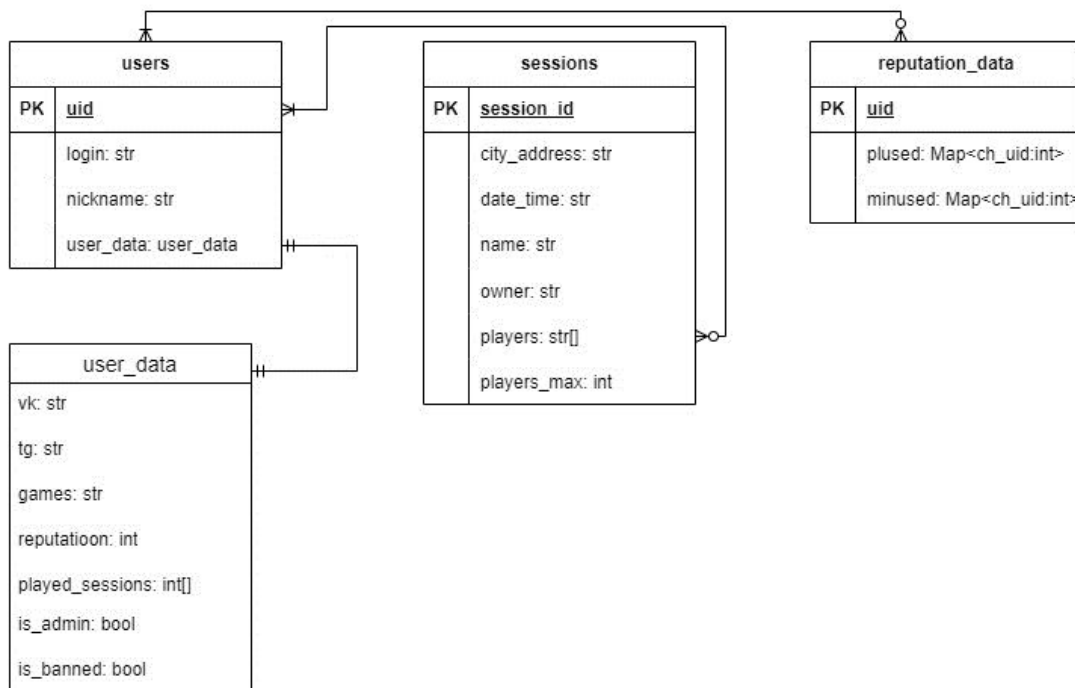 users
PK uid
login: str
nickname: str
user_data: user_data
sessions
PK session_id
city_address: str
date_time: str
name: str
owner: str
players: str[]
players_max: int
reputation_data
PK uid
plused: Map<ch_uid:int>
minused: Map<ch_uid:int>
user_data
vk: str
tg: str
games: str
reputatioon: int
played_sessions: int[]
is_admin: bool
is_banned: bool